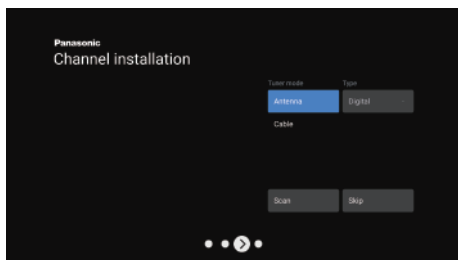 Panasonic
Channel installation
Tuner mode Type
Antenna Digital
Cable
Scan Skip